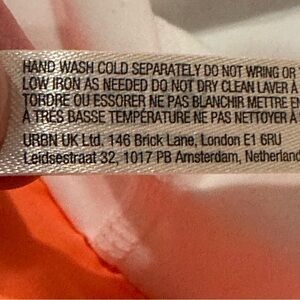 HAND WASH COLD SEPARATELY DO NOT WRING OR
LOW IRON AS NEEDED DO NOT DRY CLEAN LAVER À
TORDRE OU ESSORER NE PAS BLANCHIR METTRE
À TRÈS BASSE TEMPÉRATURE NE PAS NETTOYER À
URBN UK Ltd, 146 Brick Lane, London E1 6RU
Leidsestraat 32, 1017 PB Amsterdam, Netherland